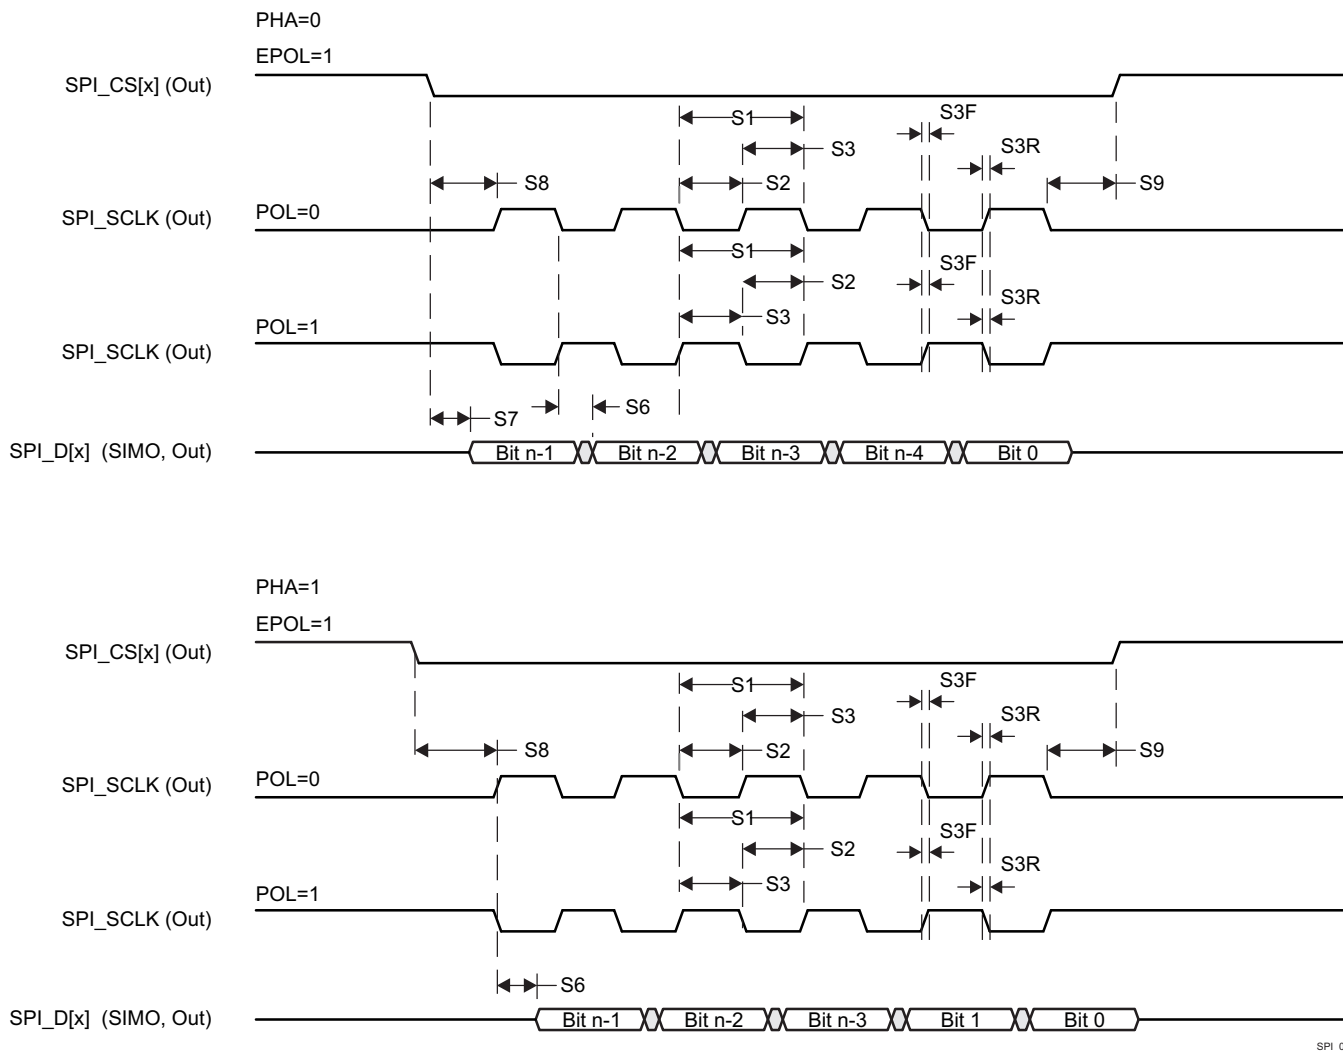 PHA=0
EPOL=1
SPI_CS[x] (Out)
S1
S3F
S3
S3R
S8
S2
S9
POL=0
SPI_SCLK (Out)
S1
S3F
S2
S3R
S3
POL=1
SPI_SCLK (Out)
S7
S6
SPI_D[x] (SIMO, Out)
Bit n-1
Bit n-2
Bit n-3
Bit n-4
Bit 0
PHA=1
EPOL=1
SPI_CS[x] (Out)
S1
S3F
S3
S3R
S8
S2
S9
POL=0
SPI_SCLK (Out)
S1
S3F
S2
S3R
S3
POL=1
SPI_SCLK (Out)
S6
SPI_D[x] (SIMO, Out)
Bit n-1
Bit n-2
Bit n-3
Bit 1
Bit 0